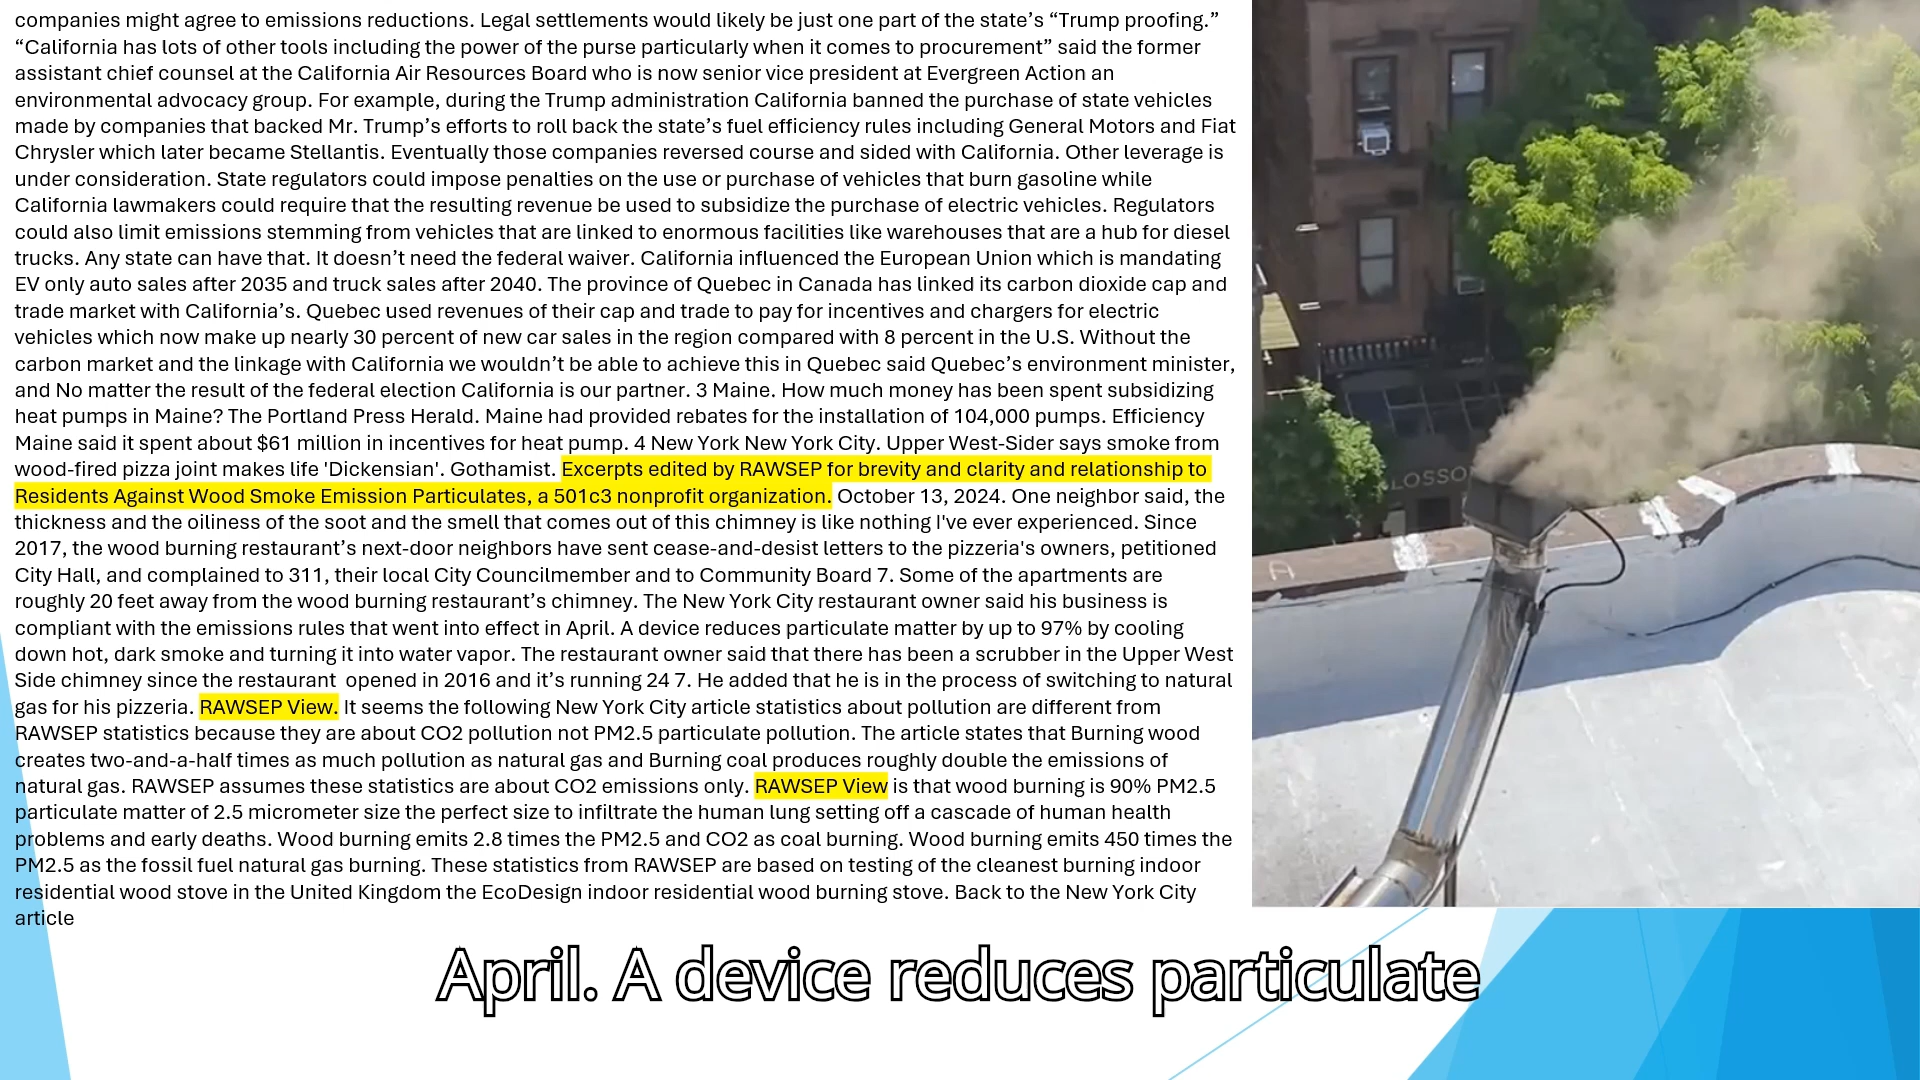 companies might agree to emissions reductions. Legal settlements would likely be just one part of the state’s “Trump proofing.”
“California has lots of other tools including the power of the purse particularly when it comes to procurement” said the former
assistant chief counsel at the California Air Resources Board who is now senior vice president at Evergreen Action an
environmental advocacy group. For example, during the Trump administration California banned the purchase of state vehicles
made by companies that backed Mr. Trump’s efforts to roll back the state’s fuel efficiency rules including General Motors and Fiat
Chrysler which later became Stellantis. Eventually those companies reversed course and sided with California. Other leverage is
under consideration. State regulators could impose penalties on the use or purchase of vehicles that burn gasoline while
California lawmakers could require that the resulting revenue be used to subsidize the purchase of electric vehicles. Regulators
could also limit emissions stemming from vehicles that are linked to enormous facilities like warehouses that are a hub for diesel
trucks. Any state can have that. It doesn’t need the federal waiver. California influenced the European Union which is mandating
EV only auto sales after 2035 and truck sales after 2040. The province of Quebec in Canada has linked its carbon dioxide cap and
trade market with California’s. Quebec used revenues of their cap and trade to pay for incentives and chargers for electric
vehicles which now make up nearly 30 percent of new car sales in the region compared with 8 percent in the U.S. Without the
carbon market and the linkage with California we wouldn’t be able to achieve this in Quebec said Quebec’s environment minister,
and No matter the result of the federal election California is our partner. 3 Maine. How much money has been spent subsidizing
heat pumps in Maine? The Portland Press Herald. Maine had provided rebates for the installation of 104,000 pumps. Efficiency
Maine said it spent about $61 million in incentives for heat pump. 4 New York New York City. Upper West-Sider says smoke from
wood-fired pizza joint makes life 'Dickensian'. Gothamist. Excerpts edited by RAWSEP for brevity and clarity and relationship to
Residents Against Wood Smoke Emission Particulates, a 501c3 nonprofit organization. October 13, 2024. One neighbor said, the
thickness and the oiliness of the soot and the smell that comes out of this chimney is like nothing I've ever experienced. Since
2017, the wood burning restaurant’s next-door neighbors have sent cease-and-desist letters to the pizzeria's owners, petitioned
City Hall, and complained to 311, their local City Councilmember and to Community Board 7. Some of the apartments are
roughly 20 feet away from the wood burning restaurant’s chimney. The New York City restaurant owner said his business is
compliant with the emissions rules that went into effect in April. A device reduces particulate matter by up to 97% by cooling
down hot, dark smoke and turning it into water vapor. The restaurant owner said that there has been a scrubber in the Upper West
Side chimney since the restaurant opened in 2016 and it’s running 24 7. He added that he is in the process of switching to natural
gas for his pizzeria. RAWSEP View. It seems the following New York City article statistics about pollution are different from
RAWSEP statistics because they are about CO2 pollution not PM2.5 particulate pollution. The article states that Burning wood
creates two-and-a-half times as much pollution as natural gas and Burning coal produces roughly double the emissions of
natural gas. RAWSEP assumes these statistics are about CO2 emissions only. RAWSEP View is that wood burning is 90% PM2.5
particulate matter of 2.5 micrometer size the perfect size to infiltrate the human lung setting off a cascade of human health
problems and early deaths. Wood burning emits 2.8 times the PM2.5 and CO2 as coal burning. Wood burning emits 450 times the
PM2.5 as the fossil fuel natural gas burning. These statistics from RAWSEP are based on testing of the cleanest burning indoor
residential wood stove in the United Kingdom the EcoDesign indoor residential wood burning stove. Back to the New York City
article
April. A device reduces particulate